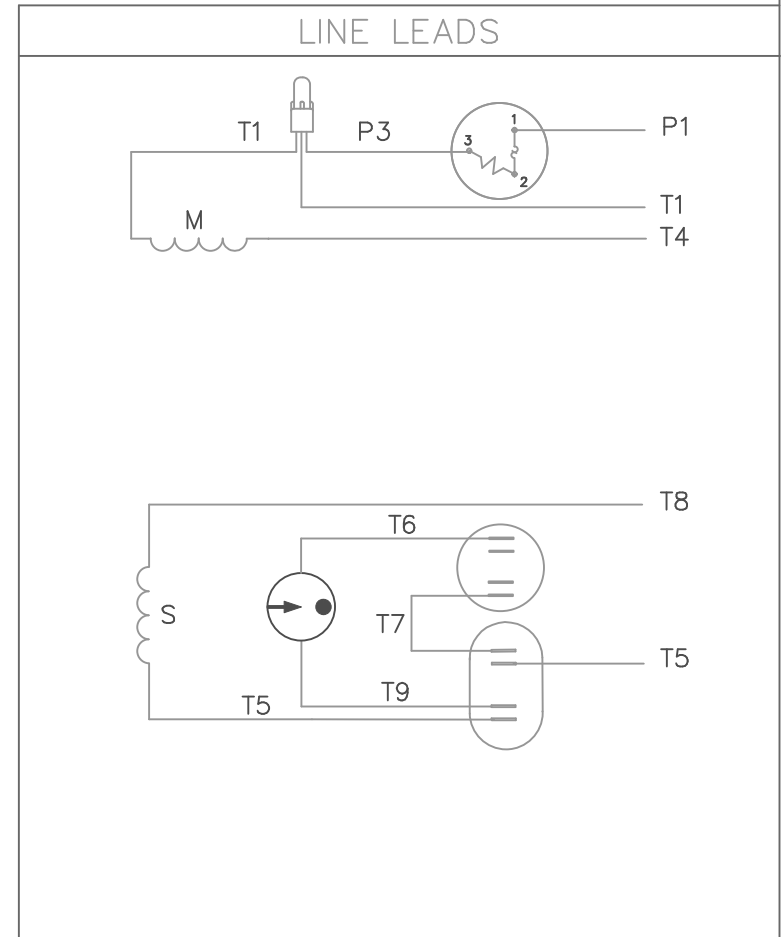 LINE LEADS
T1 P3 1 3 2 P1
T1
M T4
T8
T6
S T7
T5
T5 T9